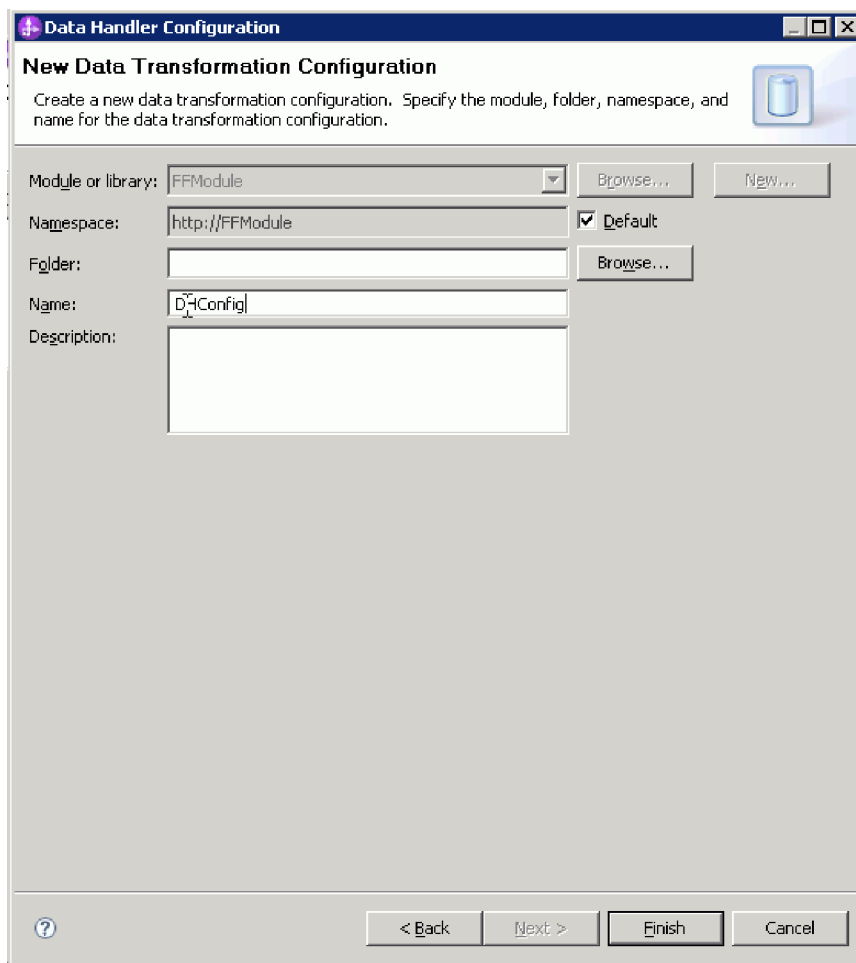 Data Handler Configuration
New Data Transformation Configuration
Create a new data transformation configuration. Specify the module, folder, namespace, and
name for the data transformation configuration.
Module or library: FFModule Browse... New...
Namespace: http://FFModule Default
Folder: Browse...
Name: DHConfig
Description:
< Back Next > Finish Cancel